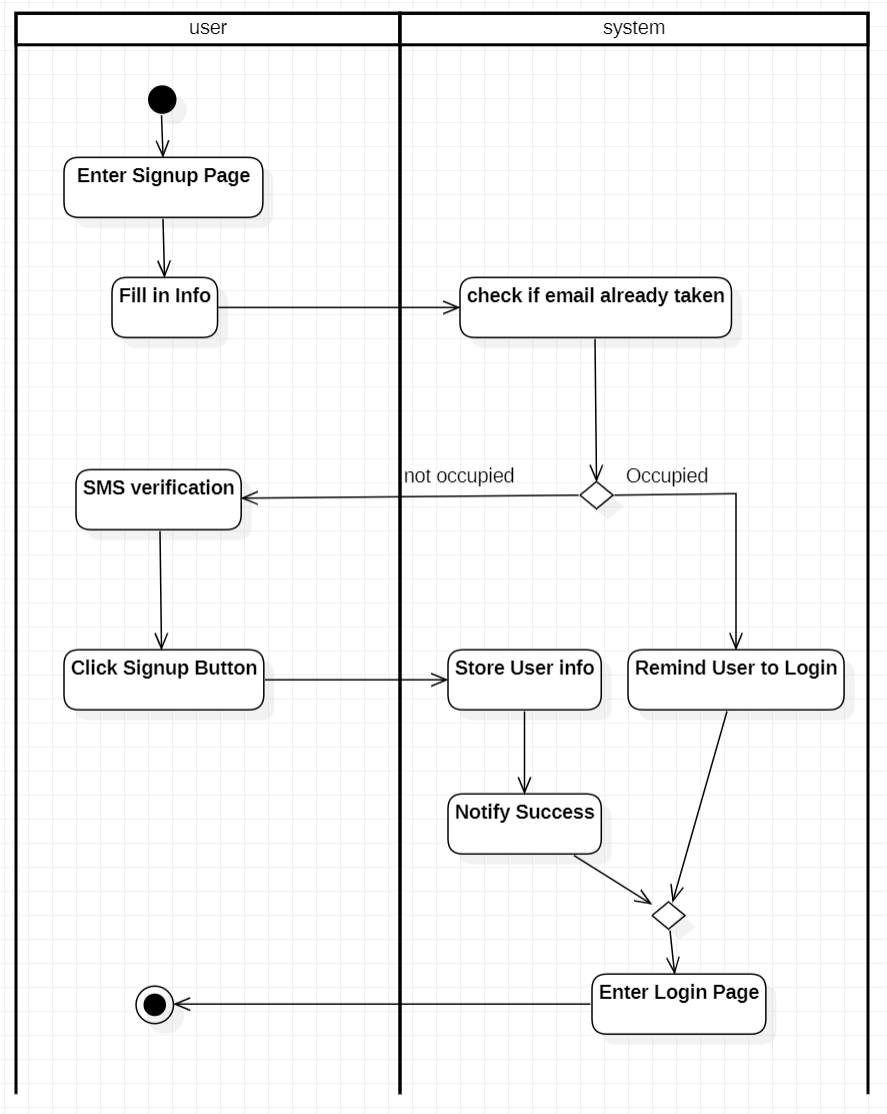 user
system
Enter Signup Page
Fill in Info
check if email already taken
not occupied
Occupied
SMS verification
Click Signup Button
Store User info
Remind User to Login
Notify Success
Enter Login Page